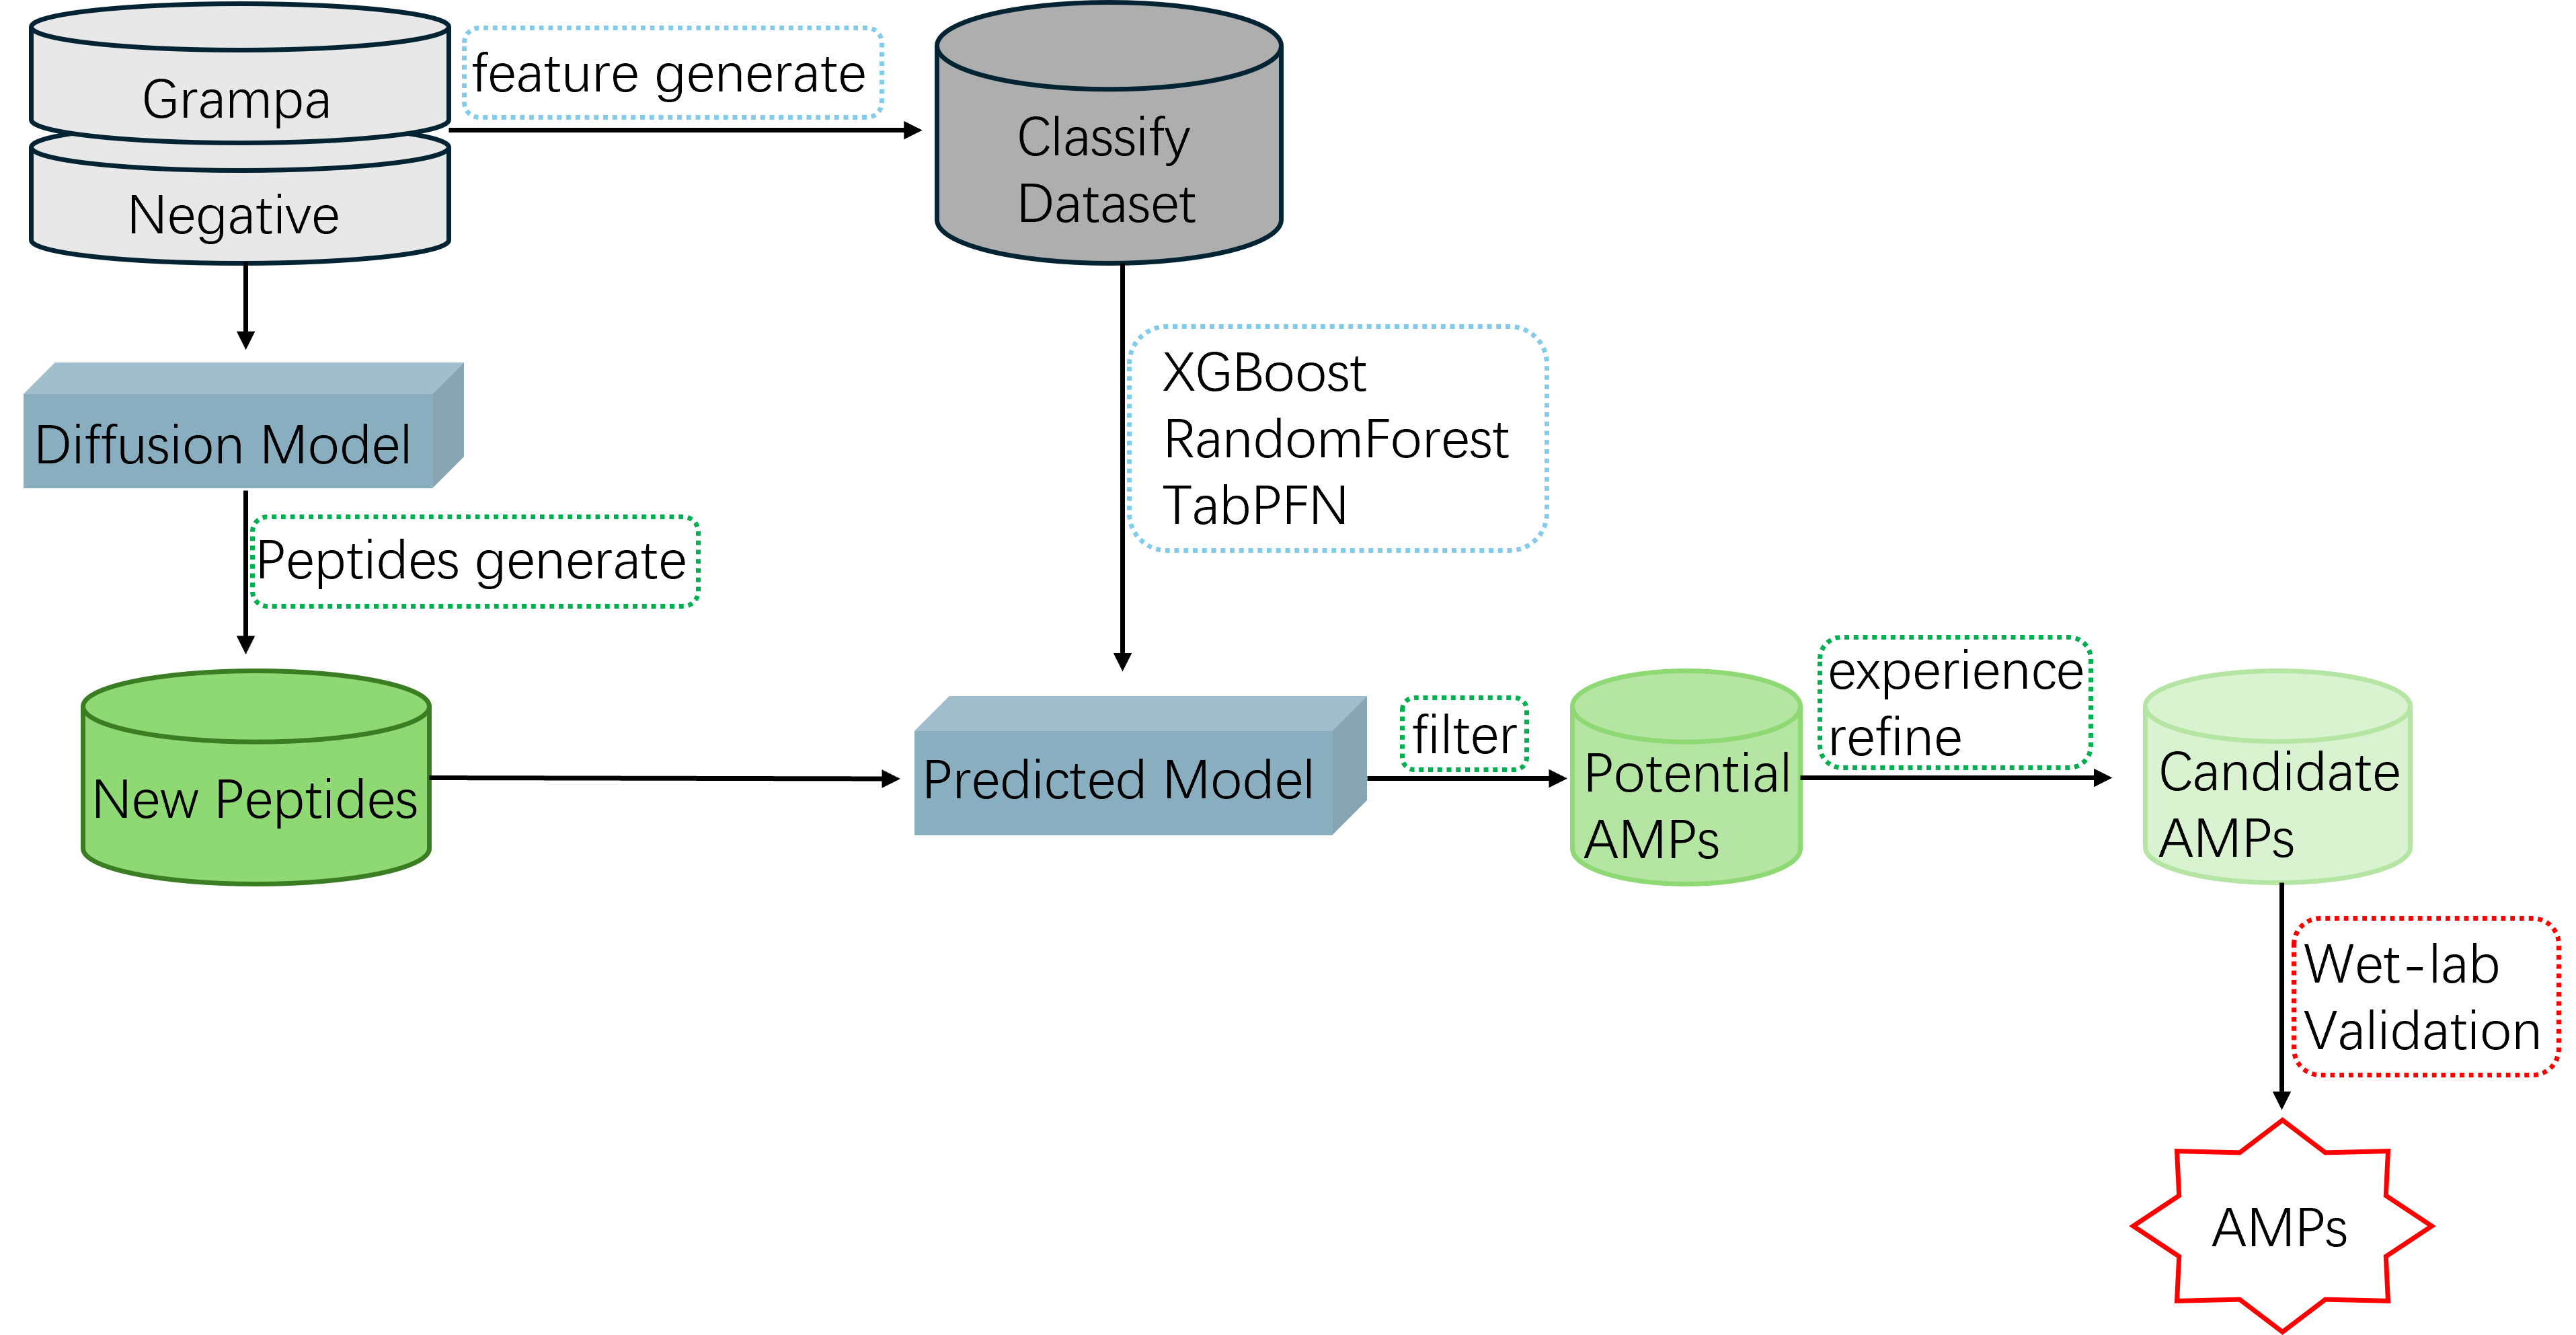 Grampa
Negative
feature generate
Classify
Dataset
Diffusion Model
XGBoost
RandomForest
TabPFN
Peptides generate
New Peptides
Predicted Model
filter
Potential
AMPs
experience
refine
Candidate
AMPs
Wet-lab
Validation
AMPs